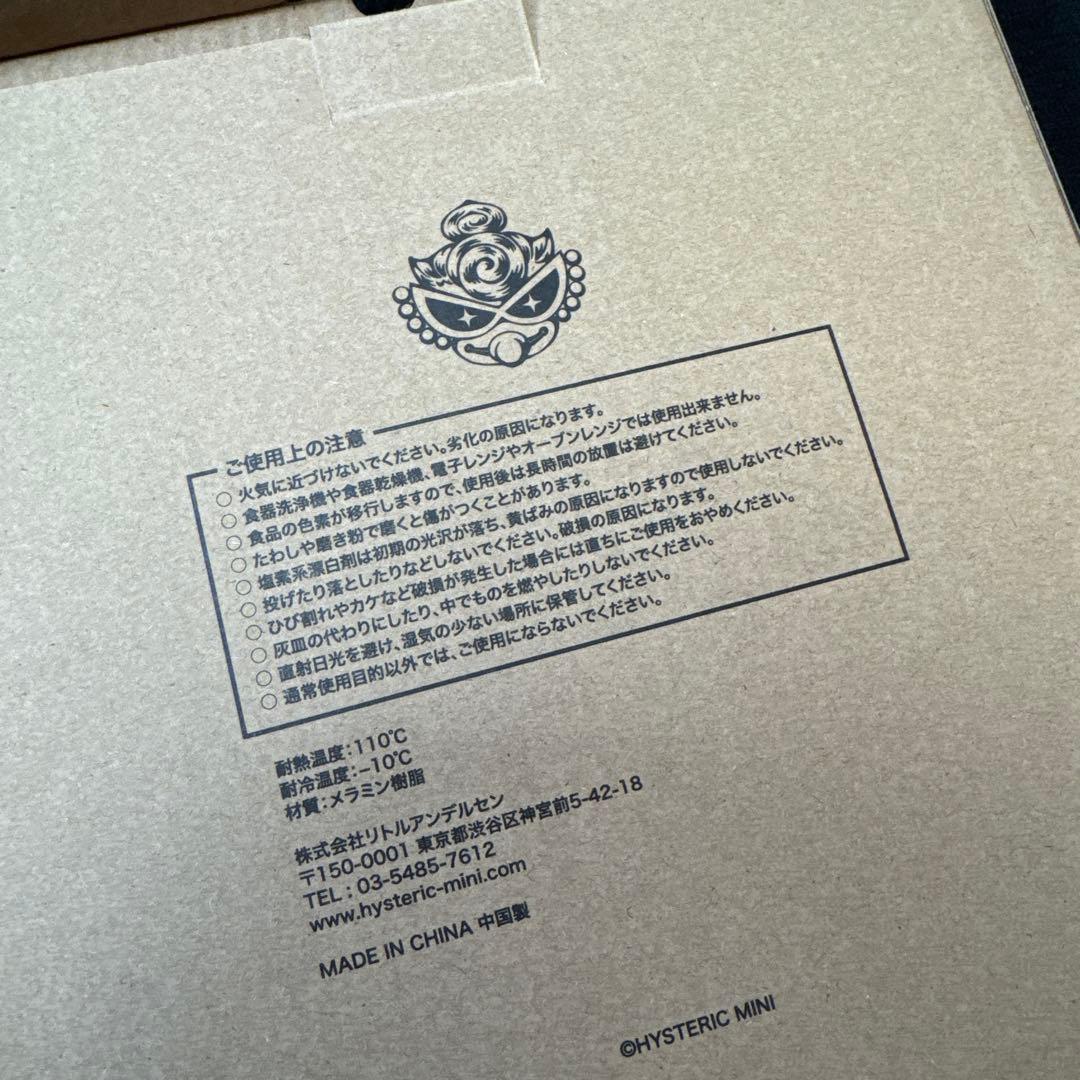 ご使用上の注意
○ 火気に近づけないでください。劣化の原因になります。
○ 食器洗浄機や食器乾燥機、電子レンジやオーブンレンジでは使用出来ません。
○ 食品の色素が移行しますので、使用後は長時間の放置は避けてください。
○ たわしや磨き粉で磨くと傷がつくことがあります。
○ 塩素系漂白剤は初期の光沢が落ち、黄ばみの原因になりますので使用しないでください。
○ 投げたり落としたりなどしないでください。破損の原因になります。
○ ひび割れやカケなど破損が発生した場合には直ちにご使用をおやめください。
○ 灰皿の代わりにしたり、中でものを燃やしたりしないでください。
○ 直射日光を避け、湿気の少ない場所に保管してください。
○ 通常使用目的以外では、ご使用にならないでください。
耐熱温度:110℃
耐冷温度:−10℃
材質:メラミン樹脂
株式会社リトルアンデルセン
〒150-0001 東京都渋谷区神宮前5-42-18
TEL : 03-5485-7612
www.hysteric-mini.com
MADE IN CHINA 中国製
©HYSTERIC MINI